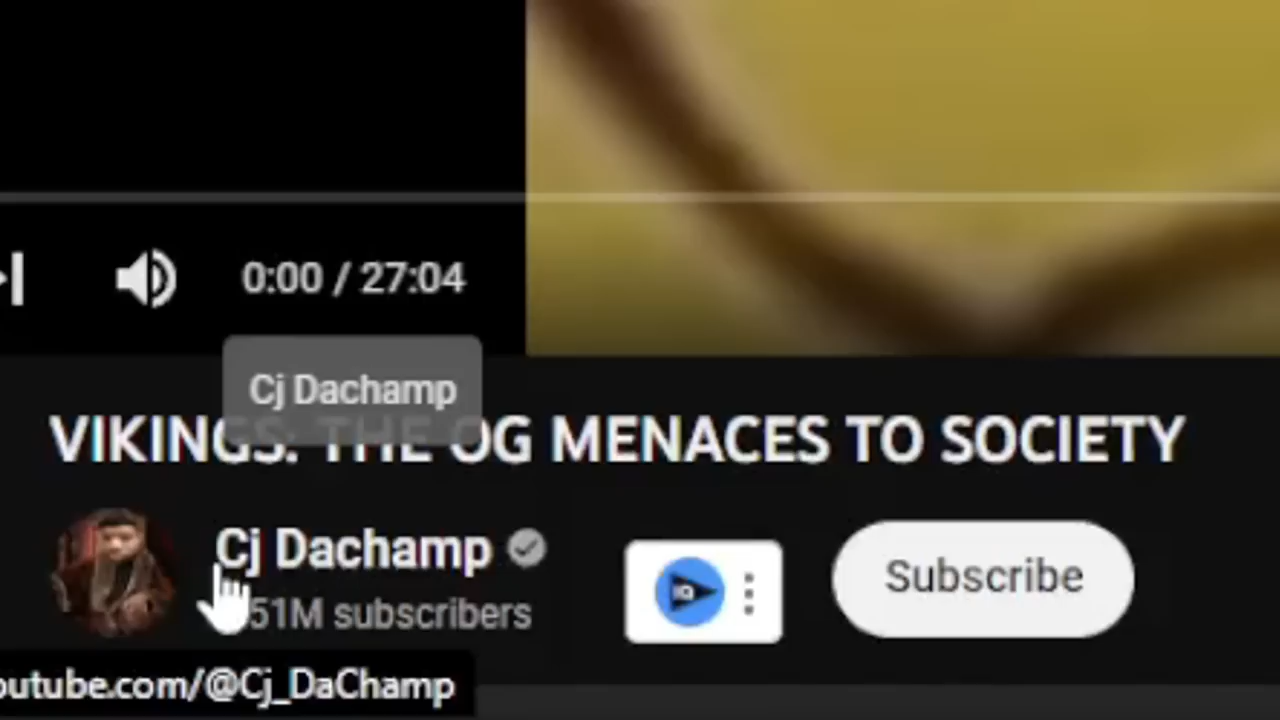 0:00 / 27:04
Cj Dachamp
VIKINGS: THE OG MENACES TO SOCIETY
Cj Dachamp
51M subscribers
Subscribe
outube.com/@Cj_DaChamp